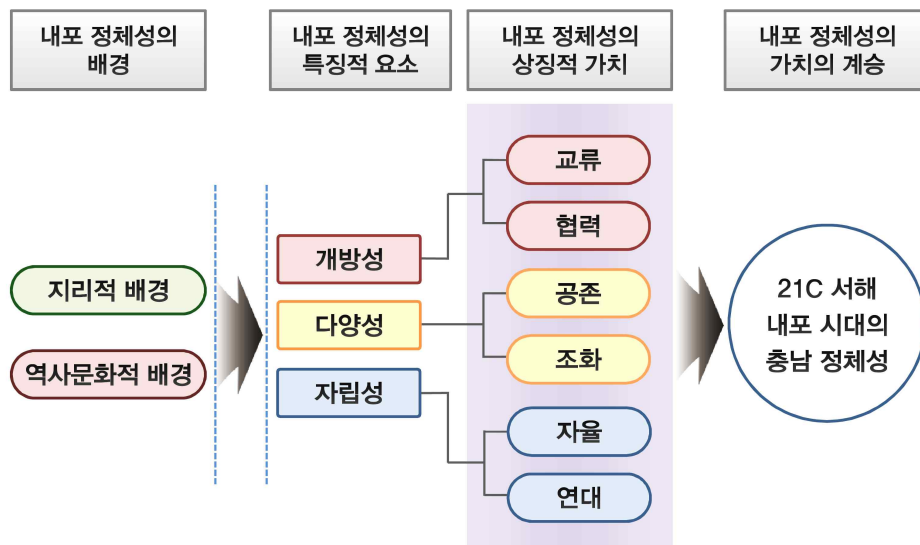 내포 정체성의
배경
내포 정체성의
특징적 요소
내포 정체성의
상징적 가치
내포 정체성의
가치의 계승
지리적 배경
역사문화적 배경
개방성
다양성
자립성
교류
협력
공존
조화
자율
연대
21C 서해
내포 시대의
충남 정체성